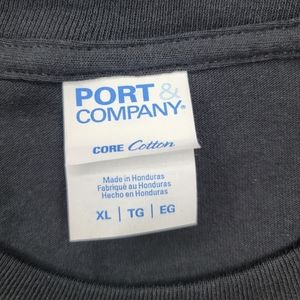 PORT &
COMPANY®
CORE Cotton
Made in Honduras
Fabriqué au Honduras
Hecho en Honduras
XL | TG | EG